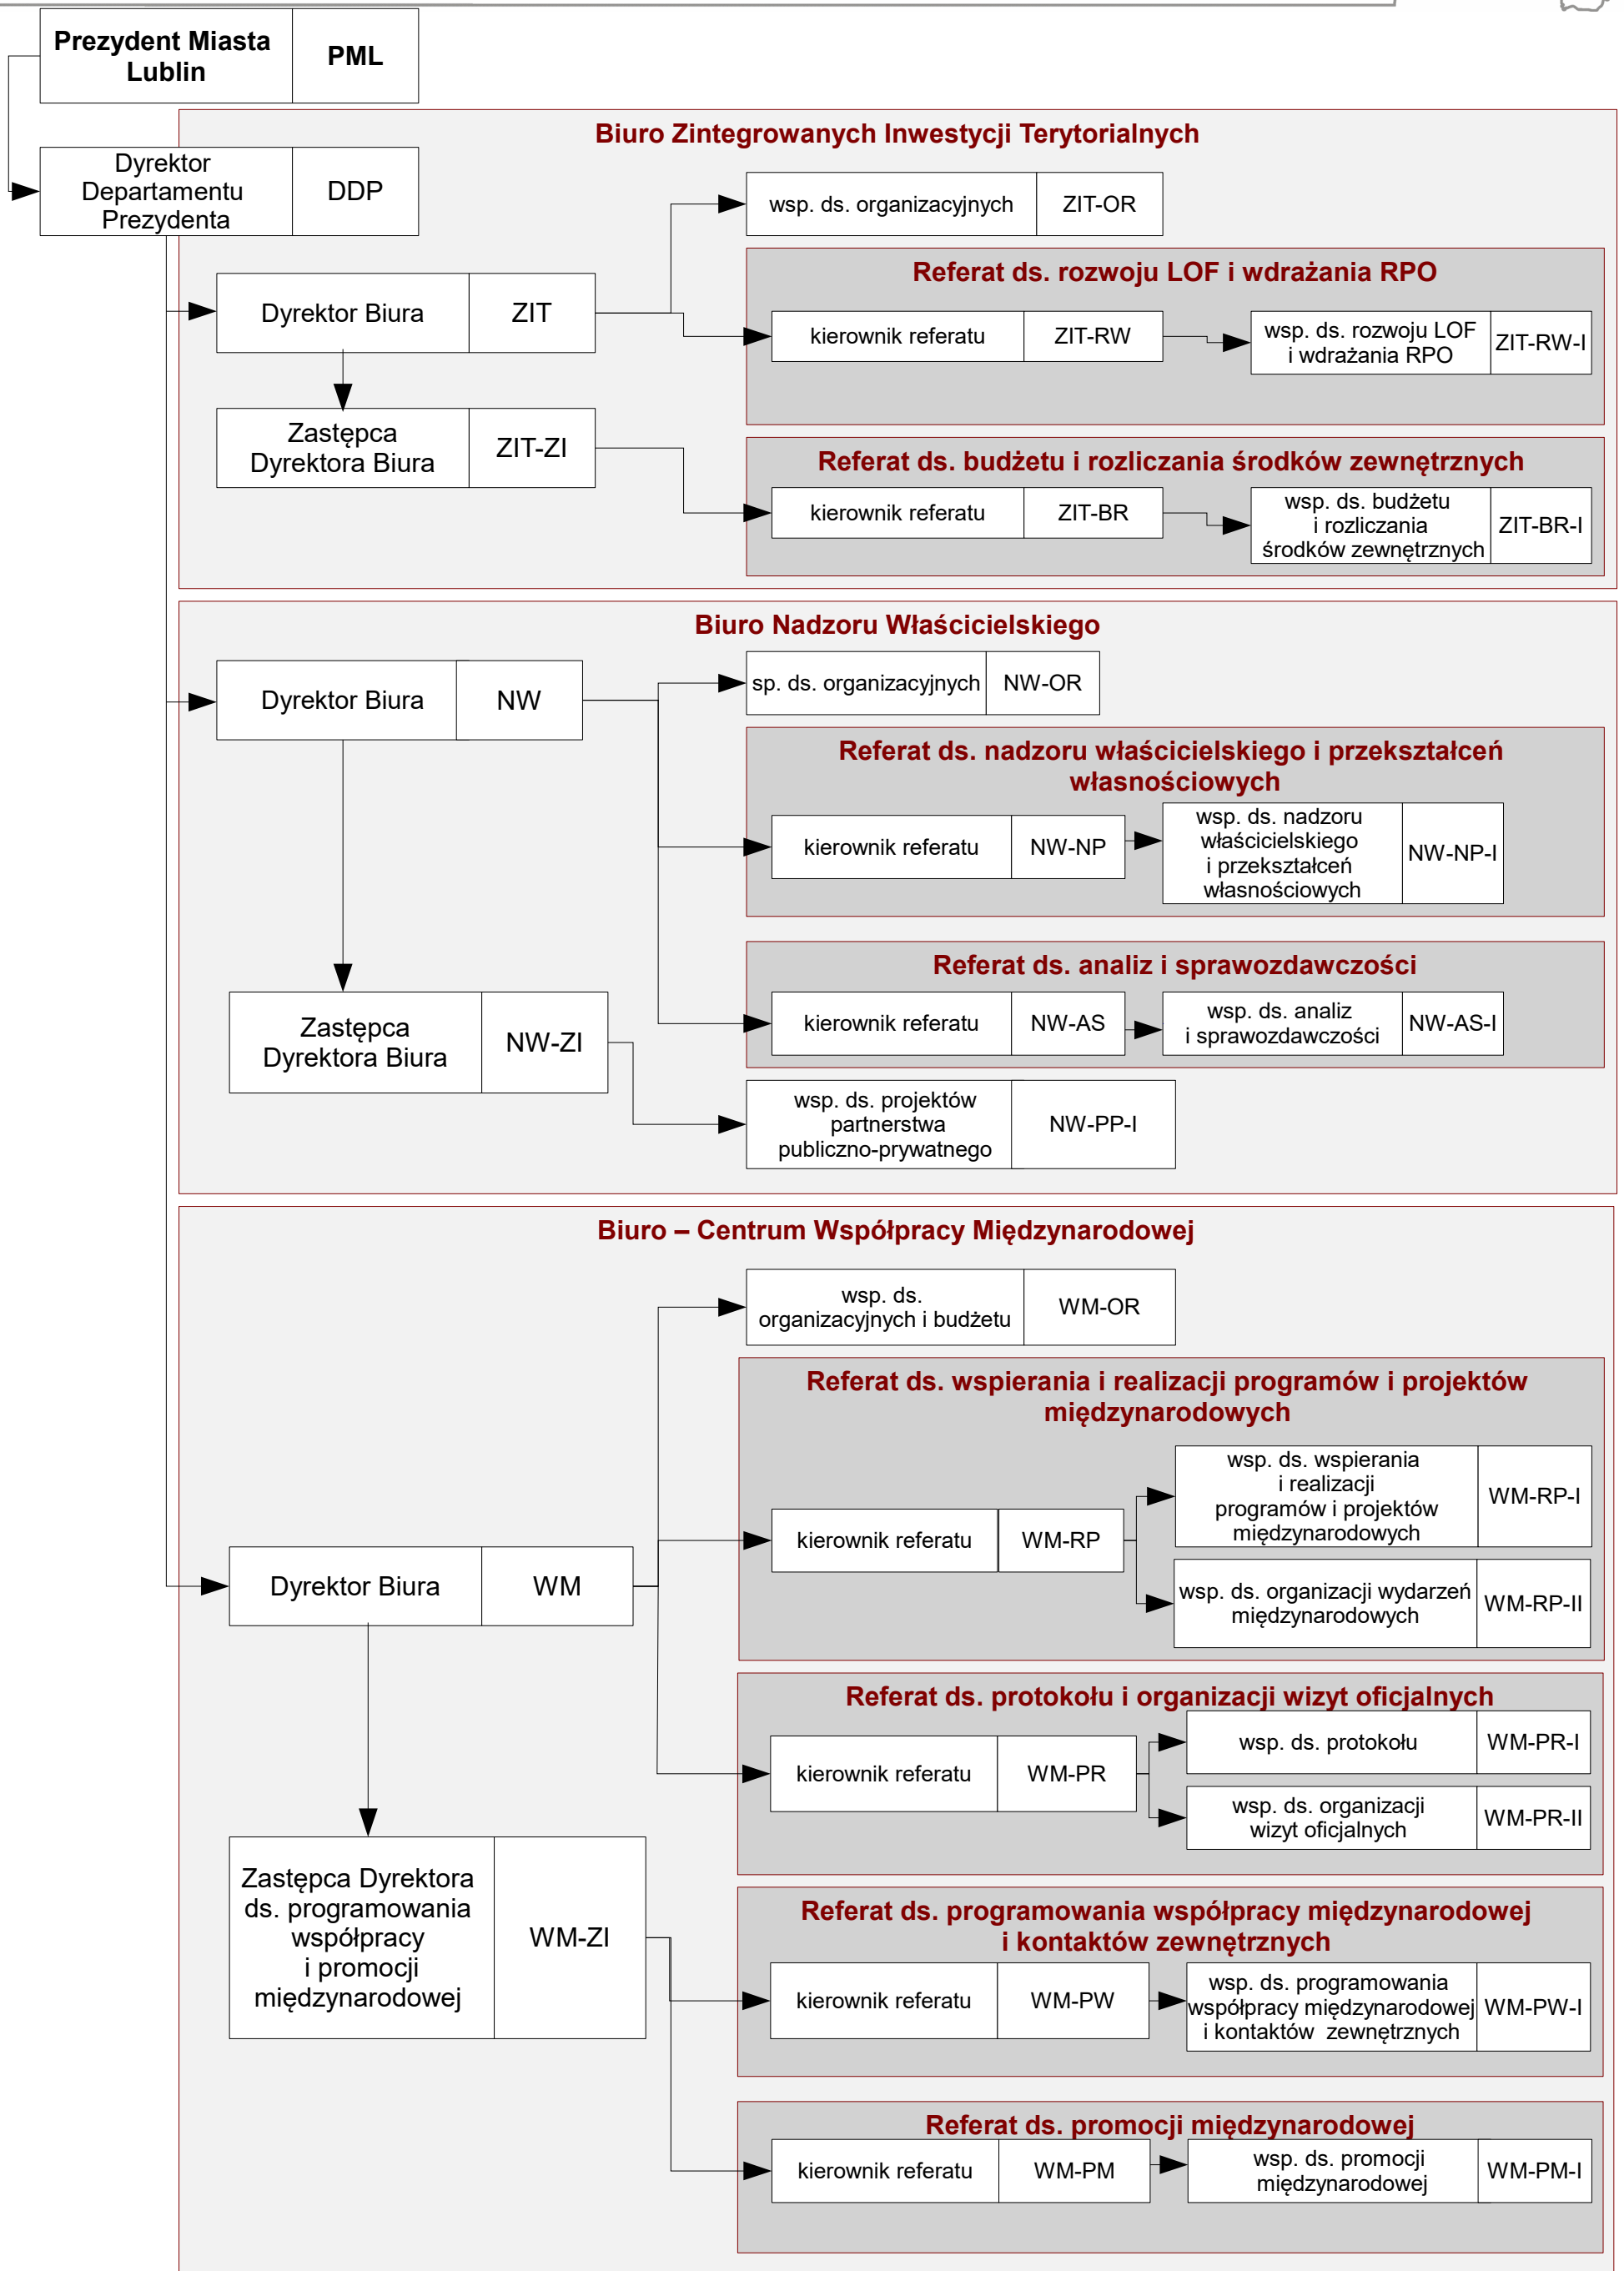 Prezydent Miasta
Lublin
PML
Biuro Zintegrowanych Inwestycji Terytorialnych
Dyrektor
Departamentu
Prezydenta
DDP
wsp. ds. organizacyjnych
ZIT-OR
Referat ds. rozwoju LOF i wdrażania RPO
Dyrektor Biura
ZIT
kierownik referatu
ZIT-RW
wsp. ds. rozwoju LOF
i wdrażania RPO
ZIT-RW-I
Zastępca
Dyrektora Biura
ZIT-ZI
Referat ds. budżetu i rozliczania środków zewnętrznych
kierownik referatu
ZIT-BR
wsp. ds. budżetu
i rozliczania
środków zewnętrznych
ZIT-BR-I
Biuro Nadzoru Właścicielskiego
Dyrektor Biura
NW
sp. ds. organizacyjnych
NW-OR
Referat ds. nadzoru właścicielskiego i przekształceń
własnościowych
kierownik referatu
NW-NP
wsp. ds. nadzoru
właścicielskiego
i przekształceń
własnościowych
NW-NP-I
Referat ds. analiz i sprawozdawczości
kierownik referatu
NW-AS
wsp. ds. analiz
i sprawozdawczości
NW-AS-I
Zastępca
Dyrektora Biura
NW-ZI
wsp. ds. projektów
partnerstwa
publiczno-prywatnego
NW-PP-I
Biuro – Centrum Współpracy Międzynarodowej
wsp. ds.
organizacyjnych i budżetu
WM-OR
Referat ds. wspierania i realizacji programów i projektów
międzynarodowych
wsp. ds. wspierania
i realizacji
programów i projektów
międzynarodowych
WM-RP-I
kierownik referatu
WM-RP
wsp. ds. organizacji wydarzeń
międzynarodowych
WM-RP-II
Dyrektor Biura
WM
Referat ds. protokołu i organizacji wizyt oficjalnych
wsp. ds. protokołu
WM-PR-I
kierownik referatu
WM-PR
wsp. ds. organizacji
wizyt oficjalnych
WM-PR-II
Zastępca Dyrektora
ds. programowania
współpracy
i promocji
międzynarodowej
WM-ZI
Referat ds. programowania współpracy międzynarodowej
i kontaktów zewnętrznych
kierownik referatu
WM-PW
wsp. ds. programowania
współpracy międzynarodowej
i kontaktów zewnętrznych
WM-PW-I
Referat ds. promocji międzynarodowej
kierownik referatu
WM-PM
wsp. ds. promocji
międzynarodowej
WM-PM-I